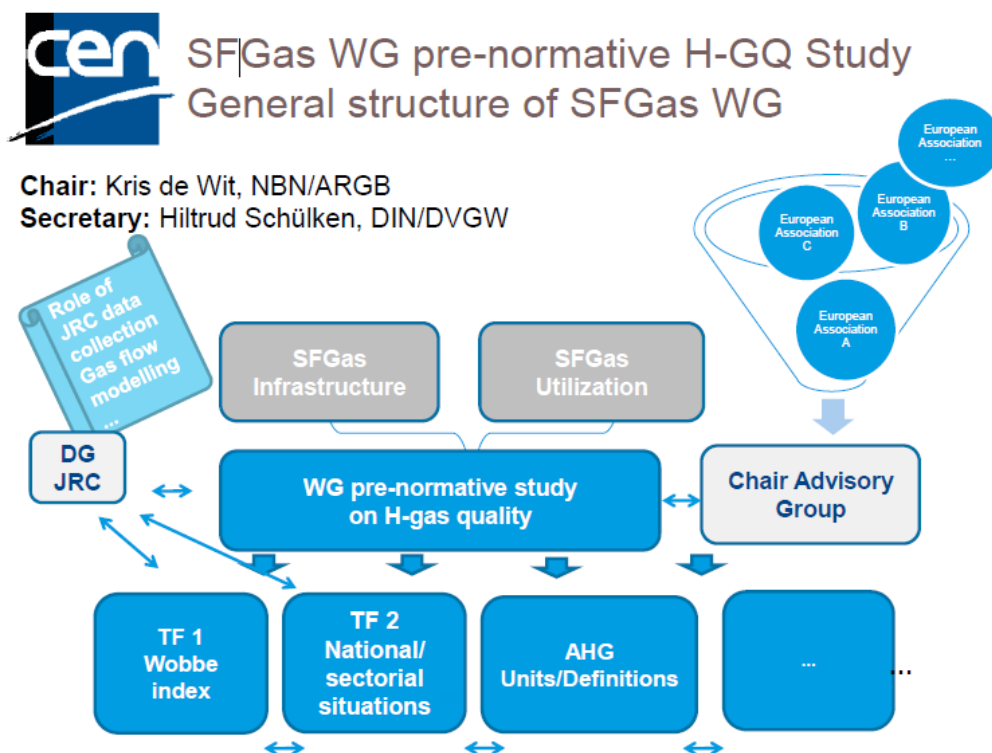 cen
SFGas WG pre-normative H-GQ Study
General structure of SFGas WG
Chair: Kris de Wit, NBN/ARGB
Secretary: Hiltrud Schülken, DIN/DVGW
European
Association
...
European
Association
B
European
Association
C
European
Association
A
Role of
JRC data
collection
Gas flow
modelling
...
SFGas
Infrastructure
SFGas
Utilization
DG
JRC
WG pre-normative study
on H-gas quality
Chair Advisory
Group
TF 1
Wobbe
index
TF 2
National/
sectorial
situations
AHG
Units/Definitions
...
...